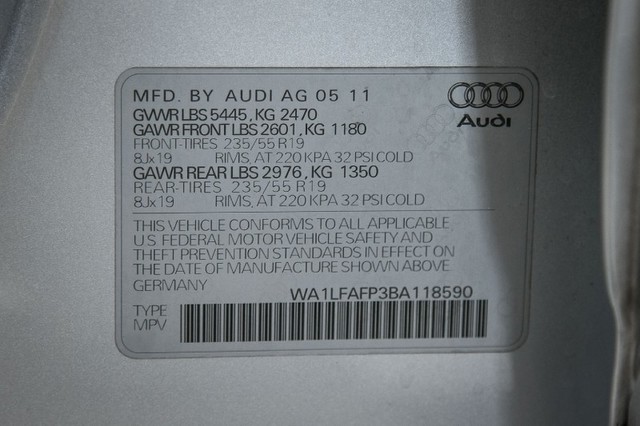 MFD. BY AUDI AG 05 11
GVWR LBS 5445, KG 2470
GAWR FRONT LBS 2601, KG 1180
FRONT-TIRES 235/55 R19
8Jx19 RIMS, AT 220 KPA 32 PSI COLD
GAWR REAR LBS 2976, KG 1350
REAR-TIRES 235/55 R19
8Jx19 RIMS, AT 220 KPA 32 PSI COLD
Audi
THIS VEHICLE CONFORMS TO ALL APPLICABLE
U.S. FEDERAL MOTOR VEHICLE SAFETY AND
THEFT PREVENTION STANDARDS IN EFFECT ON
THE DATE OF MANUFACTURE SHOWN ABOVE
GERMANY WA1LFAFP3BA118590
TYPE
MPV